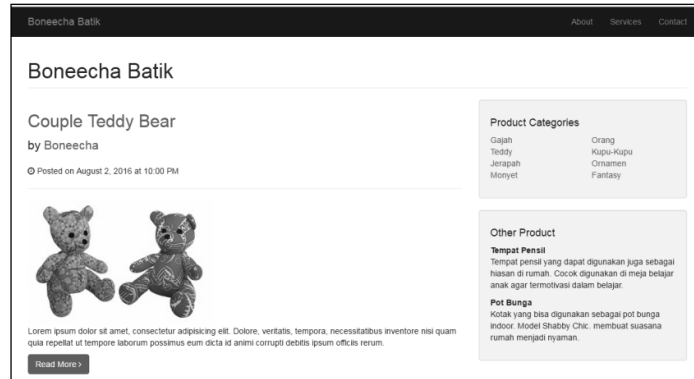 Boneecha Batik
About Services Contact
Boneecha Batik
Couple Teddy Bear
by Boneecha
Posted on August 2, 2016 at 10:00 PM
Lorem ipsum dolor sit amet, consectetur adipisicing elit. Dolore, veritatis, tempora, necessitatibus inventore nisi quam
quia repellat ut tempore laborum possimus eum dicta id animi corrupti debitis ipsum officiis rerum.
Read More >
Product Categories
Gajah Orang
Teddy Kupu-Kupu
Jerapah Ornamen
Monyet Fantasy
Other Product
Tempat Pensil
Tempat pensil yang dapat digunakan juga sebagai
hiasan di rumah. Cocok digunakan di meja belajar
anak agar termotivasi dalam belajar.
Pot Bunga
Kotak yang bisa digunakan sebagai pot bunga
indoor. Model Shabby Chic. membuat suasana
rumah menjadi nyaman.